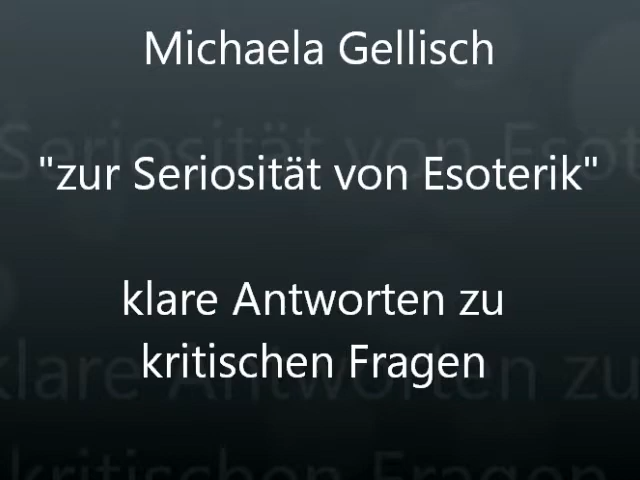 Michaela Gellisch
"zur Seriosität von Esoterik"
klare Antworten zu
kritischen Fragen